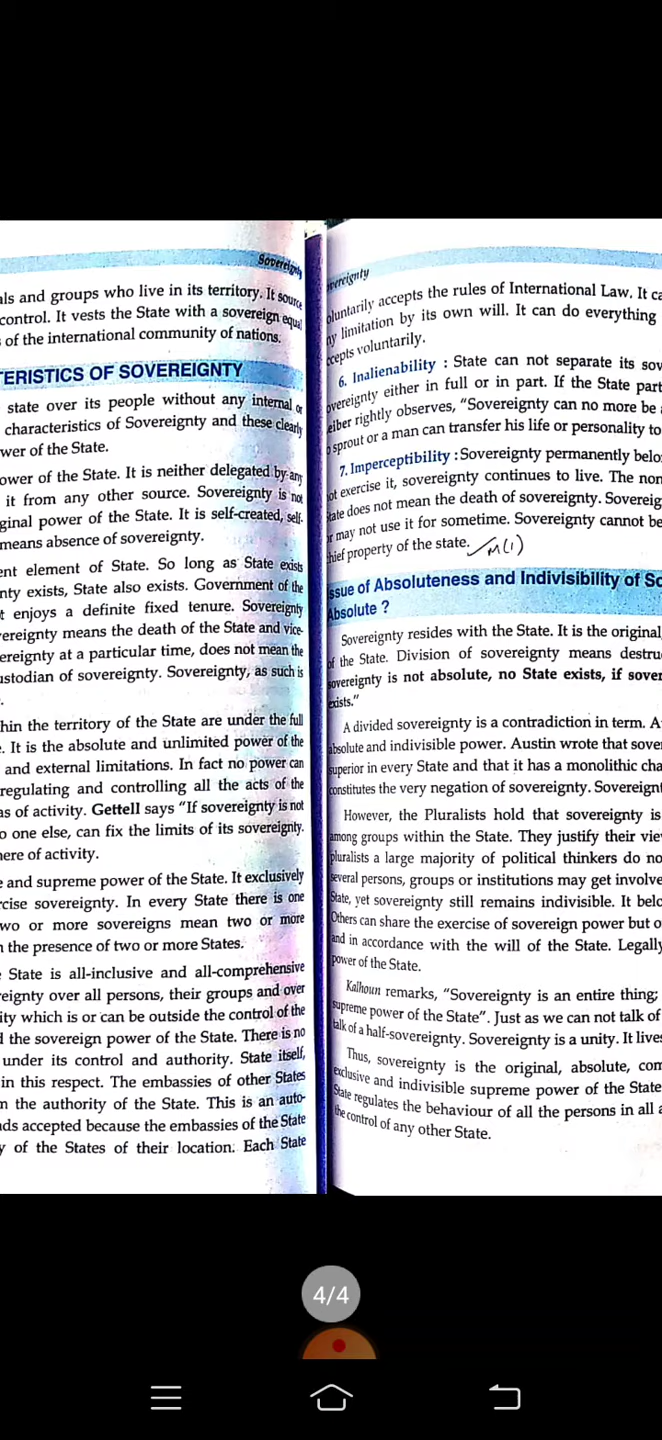 Sovereignty
als and groups who live in its territory. It source
control. It vests the State with a sovereign equal
of the international community of nations.
TERISTICS OF SOVEREIGNTY
state over its people without any internal or
characteristics of Sovereignty and these clearly
wer of the State.
ower of the State. It is neither delegated by any
it from any other source. Sovereignty is not
ginal power of the State. It is self-created, self-
means absence of sovereignty.
ent element of State. So long as State exists
nty exists, State also exists. Government of the
t enjoys a definite fixed tenure. Sovereignty
vereignty means the death of the State and vice-
ereignty at a particular time, does not mean the
ustodian of sovereignty. Sovereignty, as such is
.
hin the territory of the State are under the full
. It is the absolute and unlimited power of the
and external limitations. In fact no power can
regulating and controlling all the acts of the
as of activity. Gettell says "If sovereignty is not
o one else, can fix the limits of its sovereignty.
here of activity.
e and supreme power of the State. It exclusively
rcise sovereignty. In every State there is one
wo or more sovereigns mean two or more
n the presence of two or more States.
State is all-inclusive and all-comprehensive
reignty over all persons, their groups and over
ity which is or can be outside the control of the
d the sovereign power of the State. There is no
under its control and authority. State itself,
in this respect. The embassies of other States
m the authority of the State. This is an auto-
nds accepted because the embassies of the State
y of the States of their location. Each State
vereignty
oluntarily accepts the rules of International Law. It ca
ny limitation by its own will. It can do everything
ccepts voluntarily.
6. Inalienability : State can not separate its sov
overeignty either in full or in part. If the State part
eiber rightly observes, "Sovereignty can no more be
o sprout or a man can transfer his life or personality to
7. Imperceptibility : Sovereignty permanently belo
ot exercise it, sovereignty continues to live. The non
tate does not mean the death of sovereignty. Sovereig
or may not use it for sometime. Sovereignty cannot be
hief property of the state. M(1)
ssue of Absoluteness and Indivisibility of So
Absolute ?
Sovereignty resides with the State. It is the original,
of the State. Division of sovereignty means destru
sovereignty is not absolute, no State exists, if sover
exists."
A divided sovereignty is a contradiction in term. A
absolute and indivisible power. Austin wrote that sove
superior in every State and that it has a monolithic cha
constitutes the very negation of sovereignty. Sovereignt
However, the Pluralists hold that sovereignty is
among groups within the State. They justify their vie
pluralists a large majority of political thinkers do no
several persons, groups or institutions may get involve
State, yet sovereignty still remains indivisible. It belo
Others can share the exercise of sovereign power but o
and in accordance with the will of the State. Legally
power of the State.
Kalhoun remarks, "Sovereignty is an entire thing;
supreme power of the State". Just as we can not talk of
talk of a half-sovereignty. Sovereignty is a unity. It lives
Thus, sovereignty is the original, absolute, com
exclusive and indivisible supreme power of the State
State regulates the behaviour of all the persons in all a
the control of any other State.
4/4